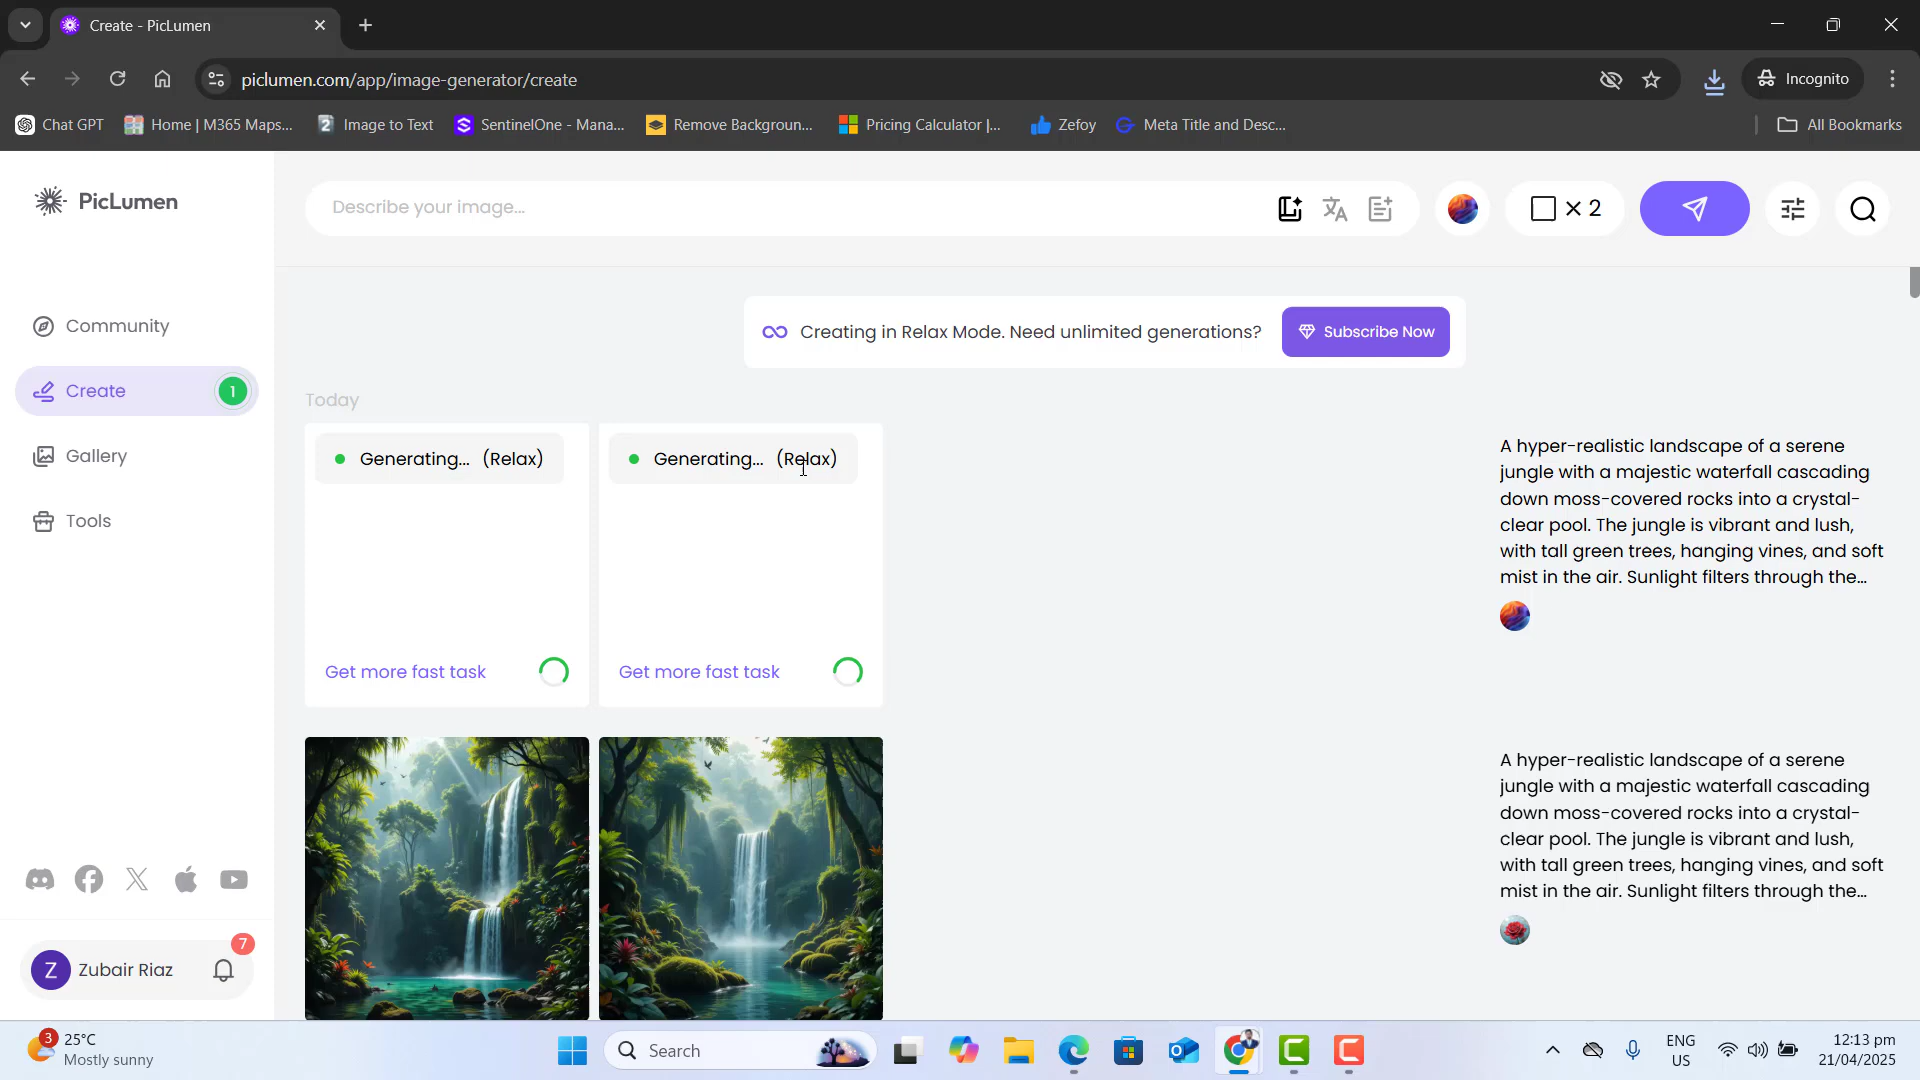 Create - PicLumen
piclumen.com/app/image-generator/create
Incognito
Chat GPT
Home | M365 Maps...
Image to Text
SentinelOne - Mana...
Remove Backgroun...
Pricing Calculator |...
Zefoy
Meta Title and Desc...
All Bookmarks
PicLumen
Describe your image...
× 2
Community
Create
1
Gallery
Tools
Creating in Relax Mode. Need unlimited generations?
Subscribe Now
Today
Generating... (Relax)
Get more fast task
Generating... (Relax)
Get more fast task
A hyper-realistic landscape of a serene
jungle with a majestic waterfall cascading
down moss-covered rocks into a crystal-
clear pool. The jungle is vibrant and lush,
with tall green trees, hanging vines, and soft
mist in the air. Sunlight filters through the...
A hyper-realistic landscape of a serene
jungle with a majestic waterfall cascading
down moss-covered rocks into a crystal-
clear pool. The jungle is vibrant and lush,
with tall green trees, hanging vines, and soft
mist in the air. Sunlight filters through the...
Z
Zubair Riaz
7
3
25°C
Mostly sunny
Search
ENG
US
12:13 pm
21/04/2025